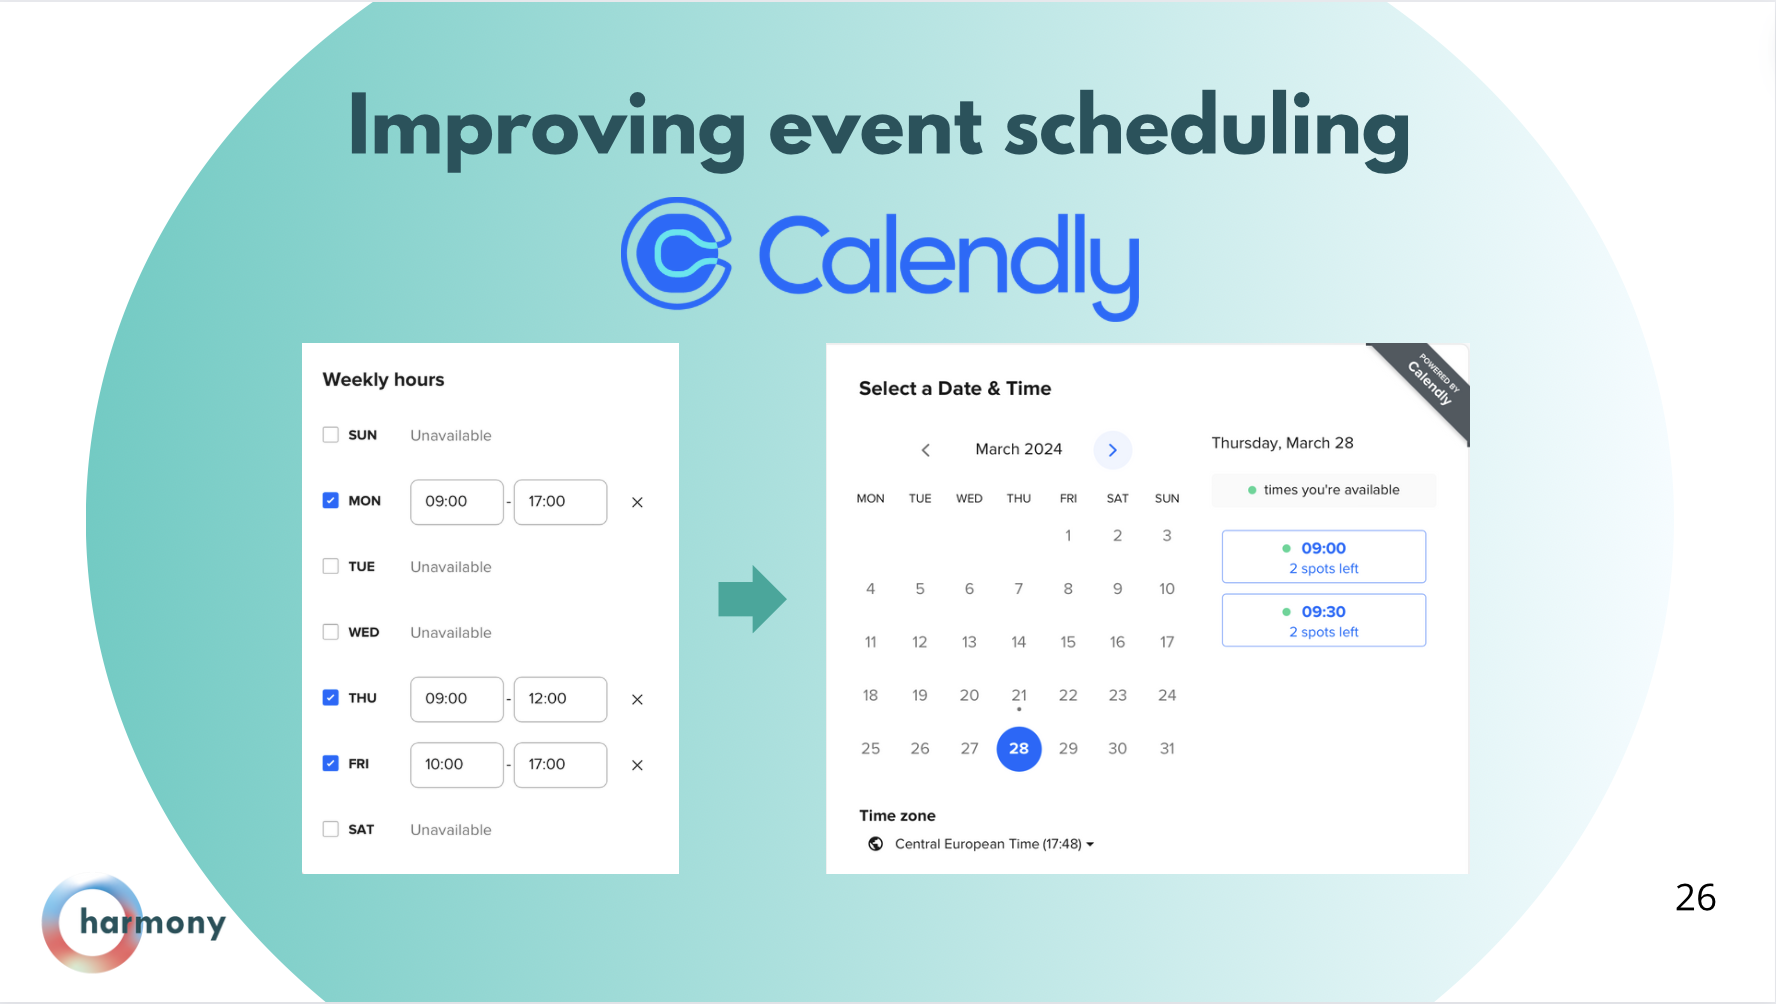 Improving event scheduling
Calendly
Weekly hours
SUN Unavailable
MON 09:00 - 17:00 ×
TUE Unavailable
WED Unavailable
THU 09:00 - 12:00 ×
FRI 10:00 - 17:00 ×
SAT Unavailable
POWERED BY
Calendly
Select a Date & Time
< March 2024 >
MON TUE WED THU FRI SAT SUN
1 2 3
4 5 6 7 8 9 10
11 12 13 14 15 16 17
18 19 20 21 22 23 24
25 26 27 28 29 30 31
Time zone
Central European Time (17:48)
Thursday, March 28
times you're available
09:00
2 spots left
09:30
2 spots left
harmony
26